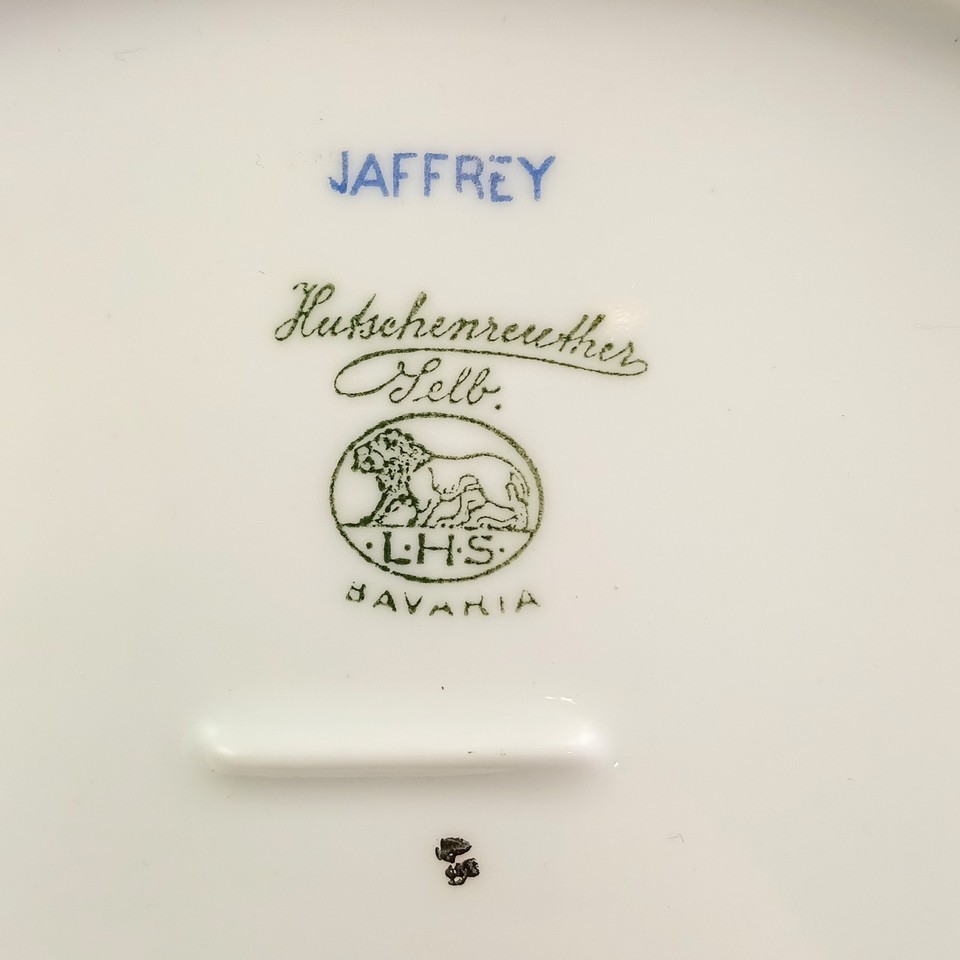 JAFFREY
Hutschenreuther
Selb.
·L·H·S·
BAVARIA